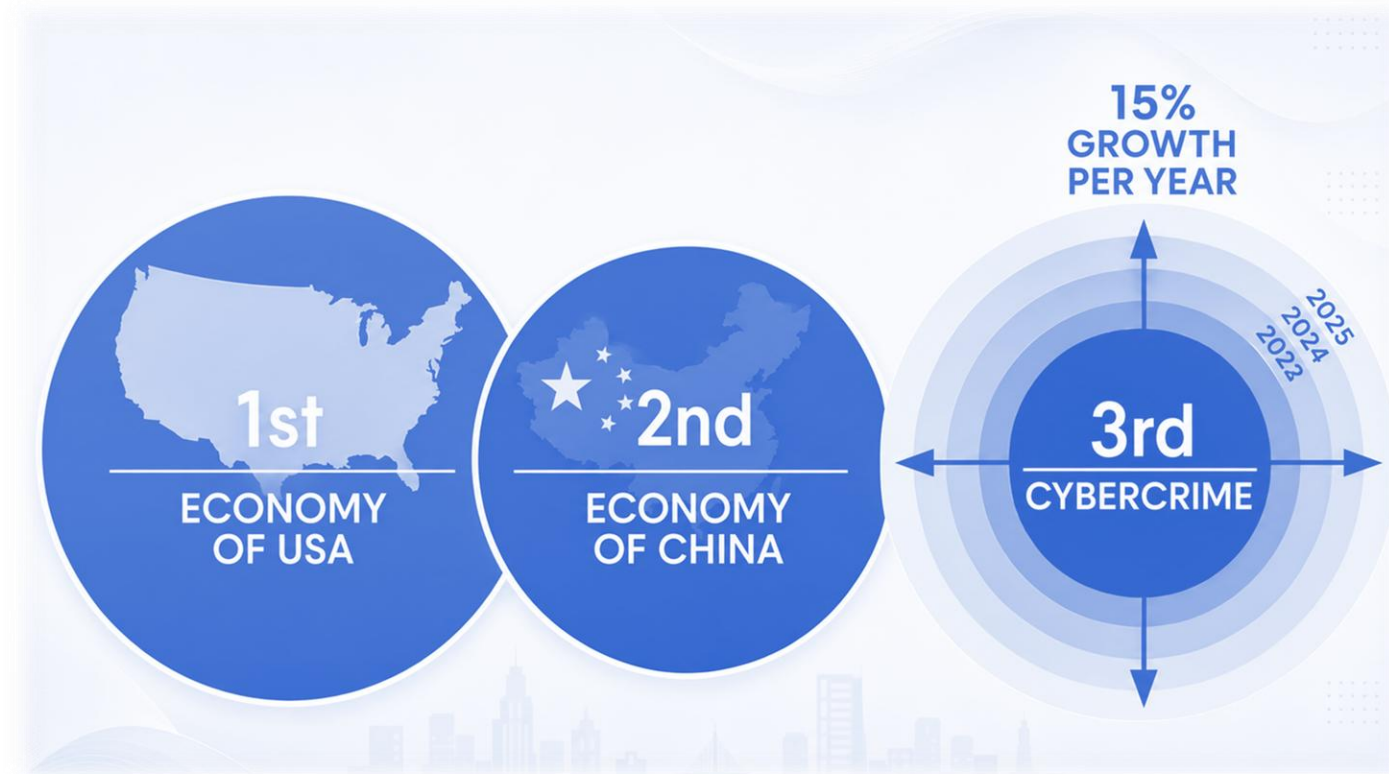 1st
ECONOMY
OF USA
2nd
ECONOMY
OF CHINA
15%
GROWTH
PER YEAR
2025
2024
2022
3rd
CYBERCRIME